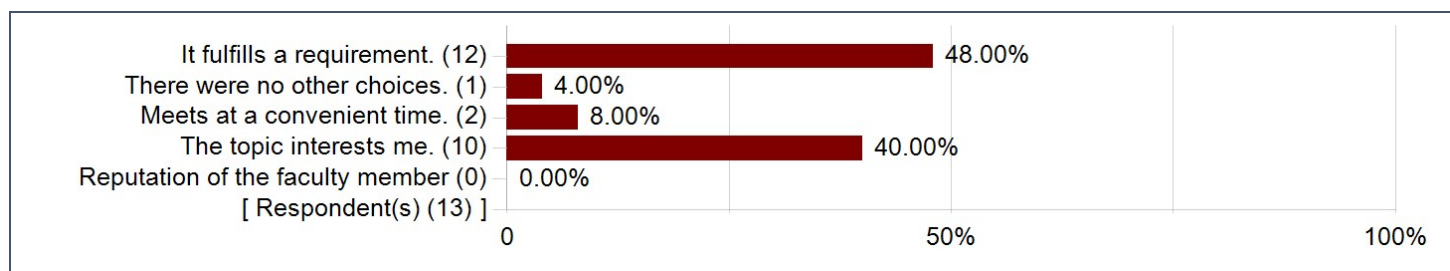 It fulfills a requirement. (12) 48.00%
There were no other choices. (1) 4.00%
Meets at a convenient time. (2) 8.00%
The topic interests me. (10) 40.00%
Reputation of the faculty member (0) 0.00%
[ Respondent(s) (13) ]
0 50% 100%